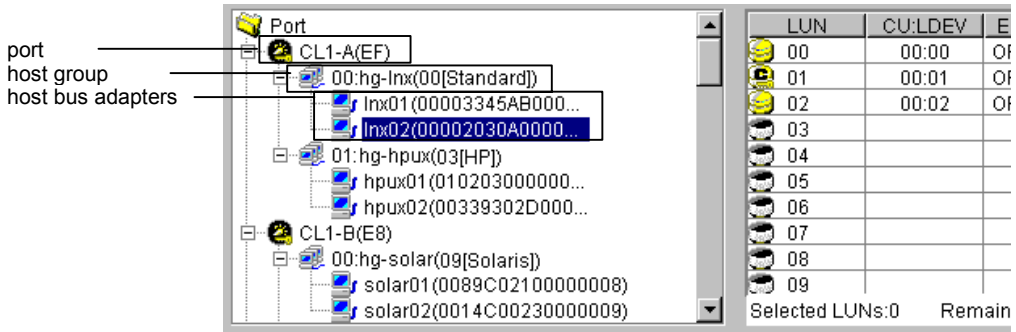 port
host group
host bus adapters
Port
CL1-A(EF)
00:hg-lnx(00[Standard])
lnx01(00003345AB000...
lnx02(00002030A0000...
01:hg-hpux(03[HP])
hpux01(010203000000...
hpux02(00339302D000...
CL1-B(E8)
00:hg-solar(09[Solaris])
solar01(0089C02100000008)
solar02(0014C00230000009)
LUN CU:LDEV E
00 00:00 OP
01 00:01 OP
02 00:02 OP
03
04
05
06
07
08
09
Selected LUNs:0 Remain